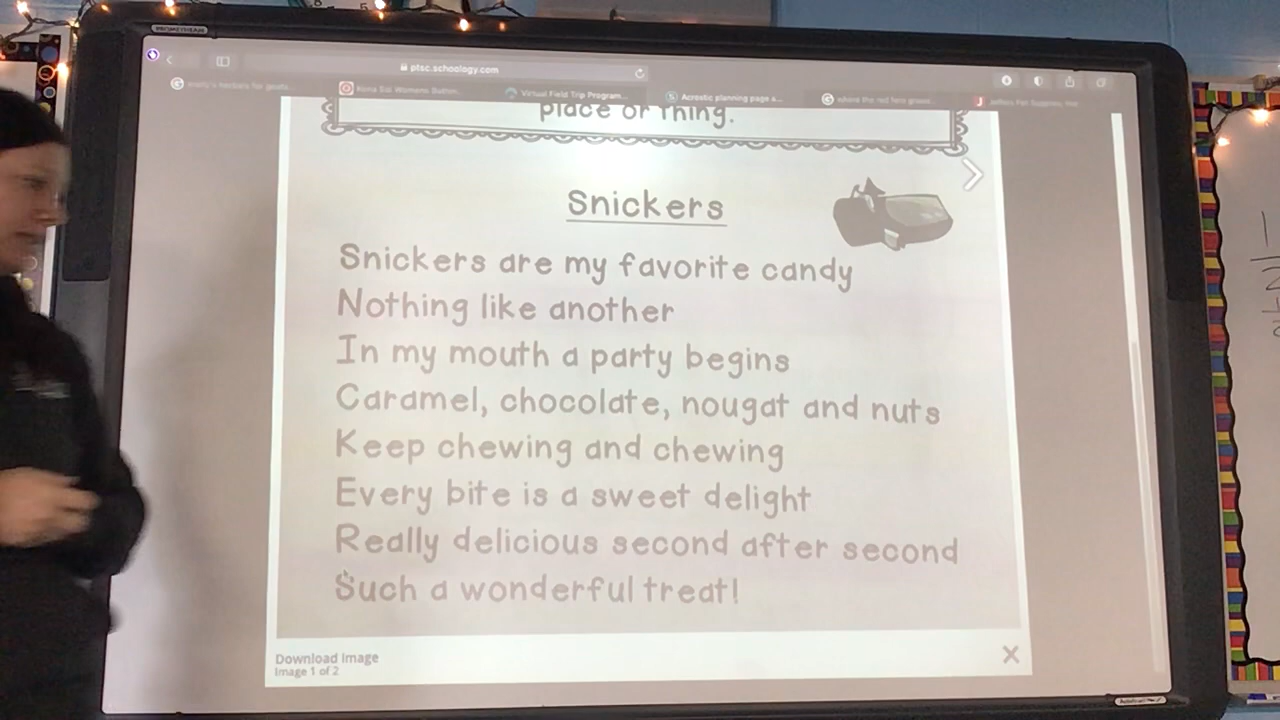 PROMETHEAN
ptsc.schoology.com
Virtual Field Trip Program...
Acrostic planning page a...
place or thing.
Snickers
Snickers are my favorite candy
Nothing like another
In my mouth a party begins
Caramel, chocolate, nougat and nuts
Keep chewing and chewing
Every bite is a sweet delight
Really delicious second after second
Such a wonderful treat!
Download Image
Image 1 of 2